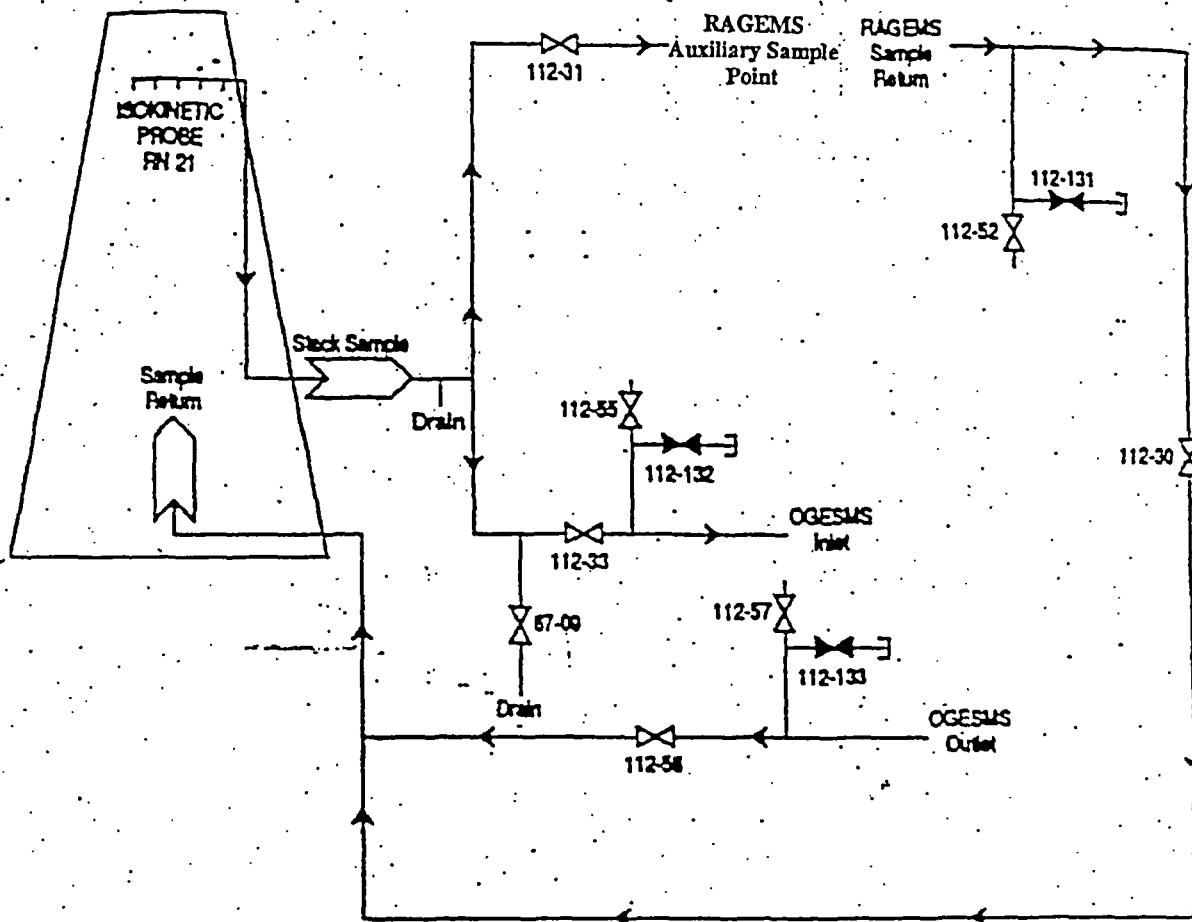 RAGEMS
Auxiliary Sample
Point
RAGEMS
Sample
Return
112-31
ISOKINETIC
PROBE
RN 21
112-131
112-52
Stack Sample
Sample
Return
Drain
112-55
112-132
112-30
OGESMS
Inlet
112-33
112-57
67-09
112-133
Drain
OGESMS
Outlet
112-56